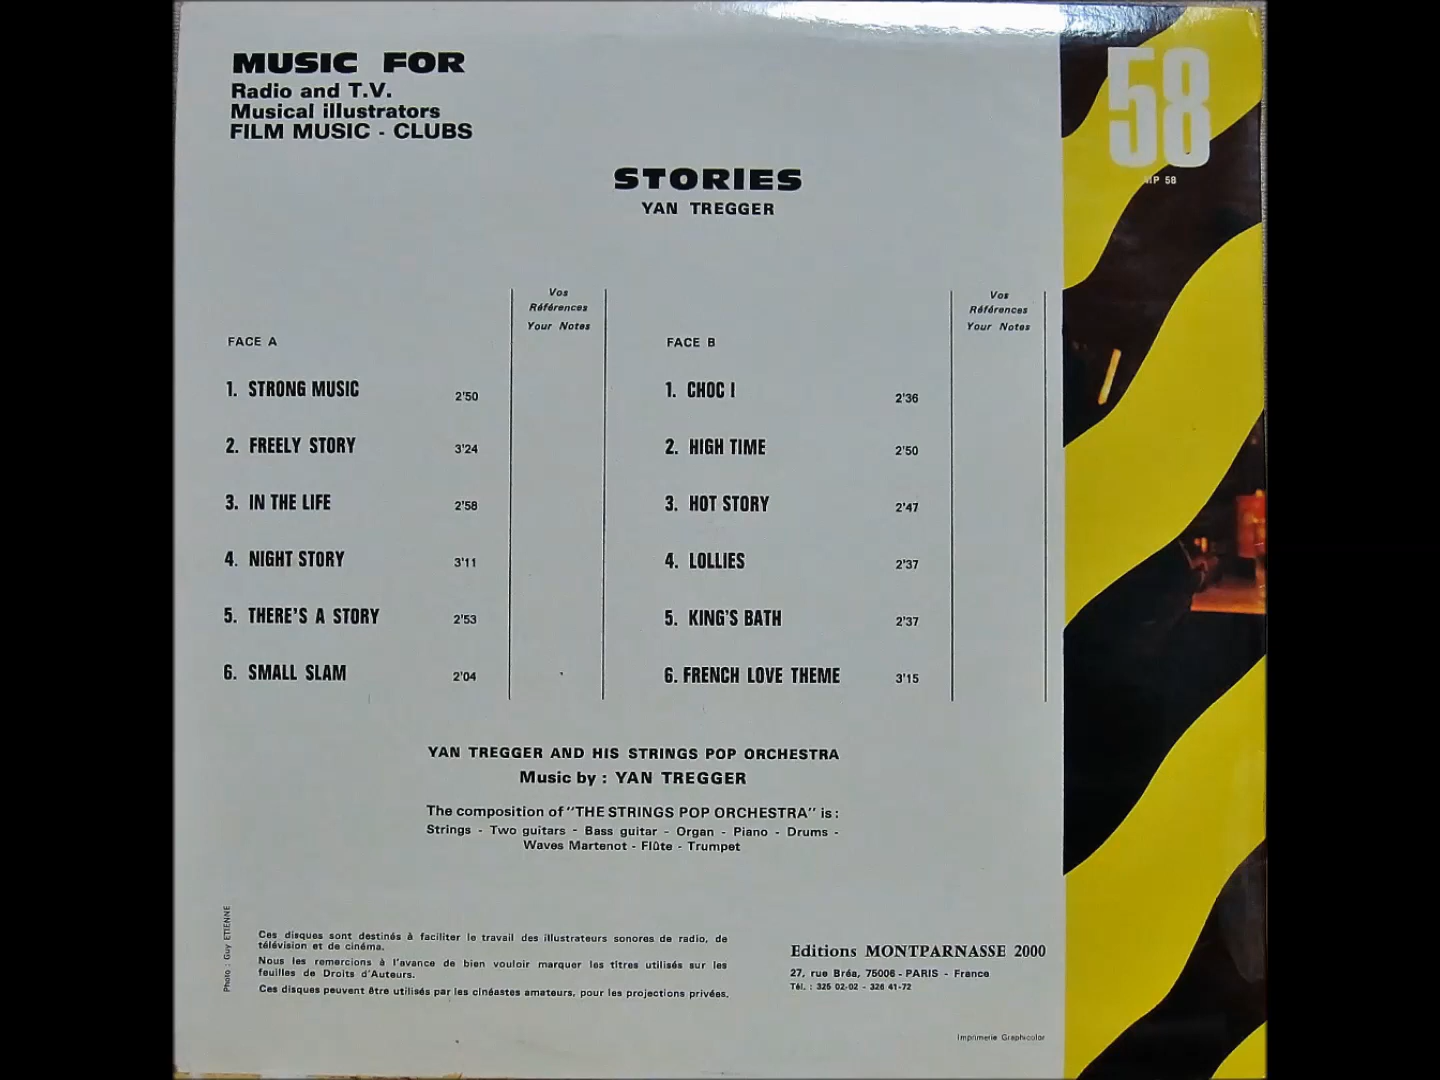 MUSIC FOR
Radio and T.V.
Musical illustrators
FILM MUSIC - CLUBS
58
MP 58
STORIES
YAN TREGGER
Vos
Références
Your Notes
Vos
Références
Your Notes
FACE A
1. STRONG MUSIC 2'50
2. FREELY STORY 3'24
3. IN THE LIFE 2'58
4. NIGHT STORY 3'11
5. THERE'S A STORY 2'53
6. SMALL SLAM 2'04
FACE B
1. CHOC I 2'36
2. HIGH TIME 2'50
3. HOT STORY 2'47
4. LOLLIES 2'37
5. KING'S BATH 2'37
6. FRENCH LOVE THEME 3'15
YAN TREGGER AND HIS STRINGS POP ORCHESTRA
Music by : YAN TREGGER
The composition of "THE STRINGS POP ORCHESTRA" is :
Strings - Two guitars - Bass guitar - Organ - Piano - Drums -
Waves Martenot - Flûte - Trumpet
Photo : Guy ETIENNE
Ces disques sont destinés à faciliter le travail des illustrateurs sonores de radio, de
télévision et de cinéma.
Nous les remercions à l'avance de bien vouloir marquer les titres utilisés sur les
feuilles de Droits d'Auteurs.
Ces disques peuvent être utilisés par les cinéastes amateurs, pour les projections privées.
Editions MONTPARNASSE 2000
27, rue Bréa, 75006 - PARIS - France
Tél. : 325 02-02 - 326 41-72
Imprimerie Graphicolor